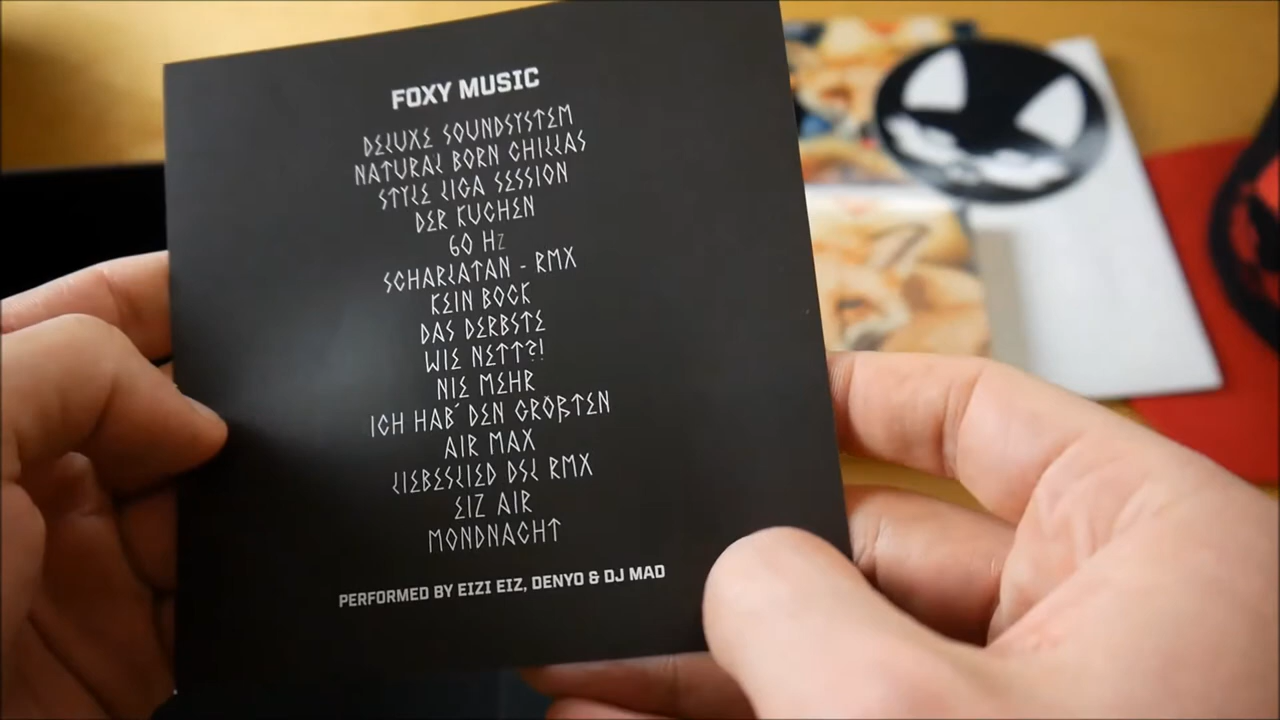 FOXY MUSIC
DELUXE SOUNDSYSTEM
NATURAL BORN CHILLAS
STYLE LIGA SESSION
DER KUCHEN
60 HZ
SCHARLATAN - RMX
KEIN BOCK
DAS DERBSTE
WIE NETT?!
NIE MEHR
ICH HAB´ DEN GROßTEN
AIR MAX
LIEBESLIED DSL RMX
EIZ AIR
MONDNACHT
PERFORMED BY EIZI EIZ, DENYO & DJ MAD